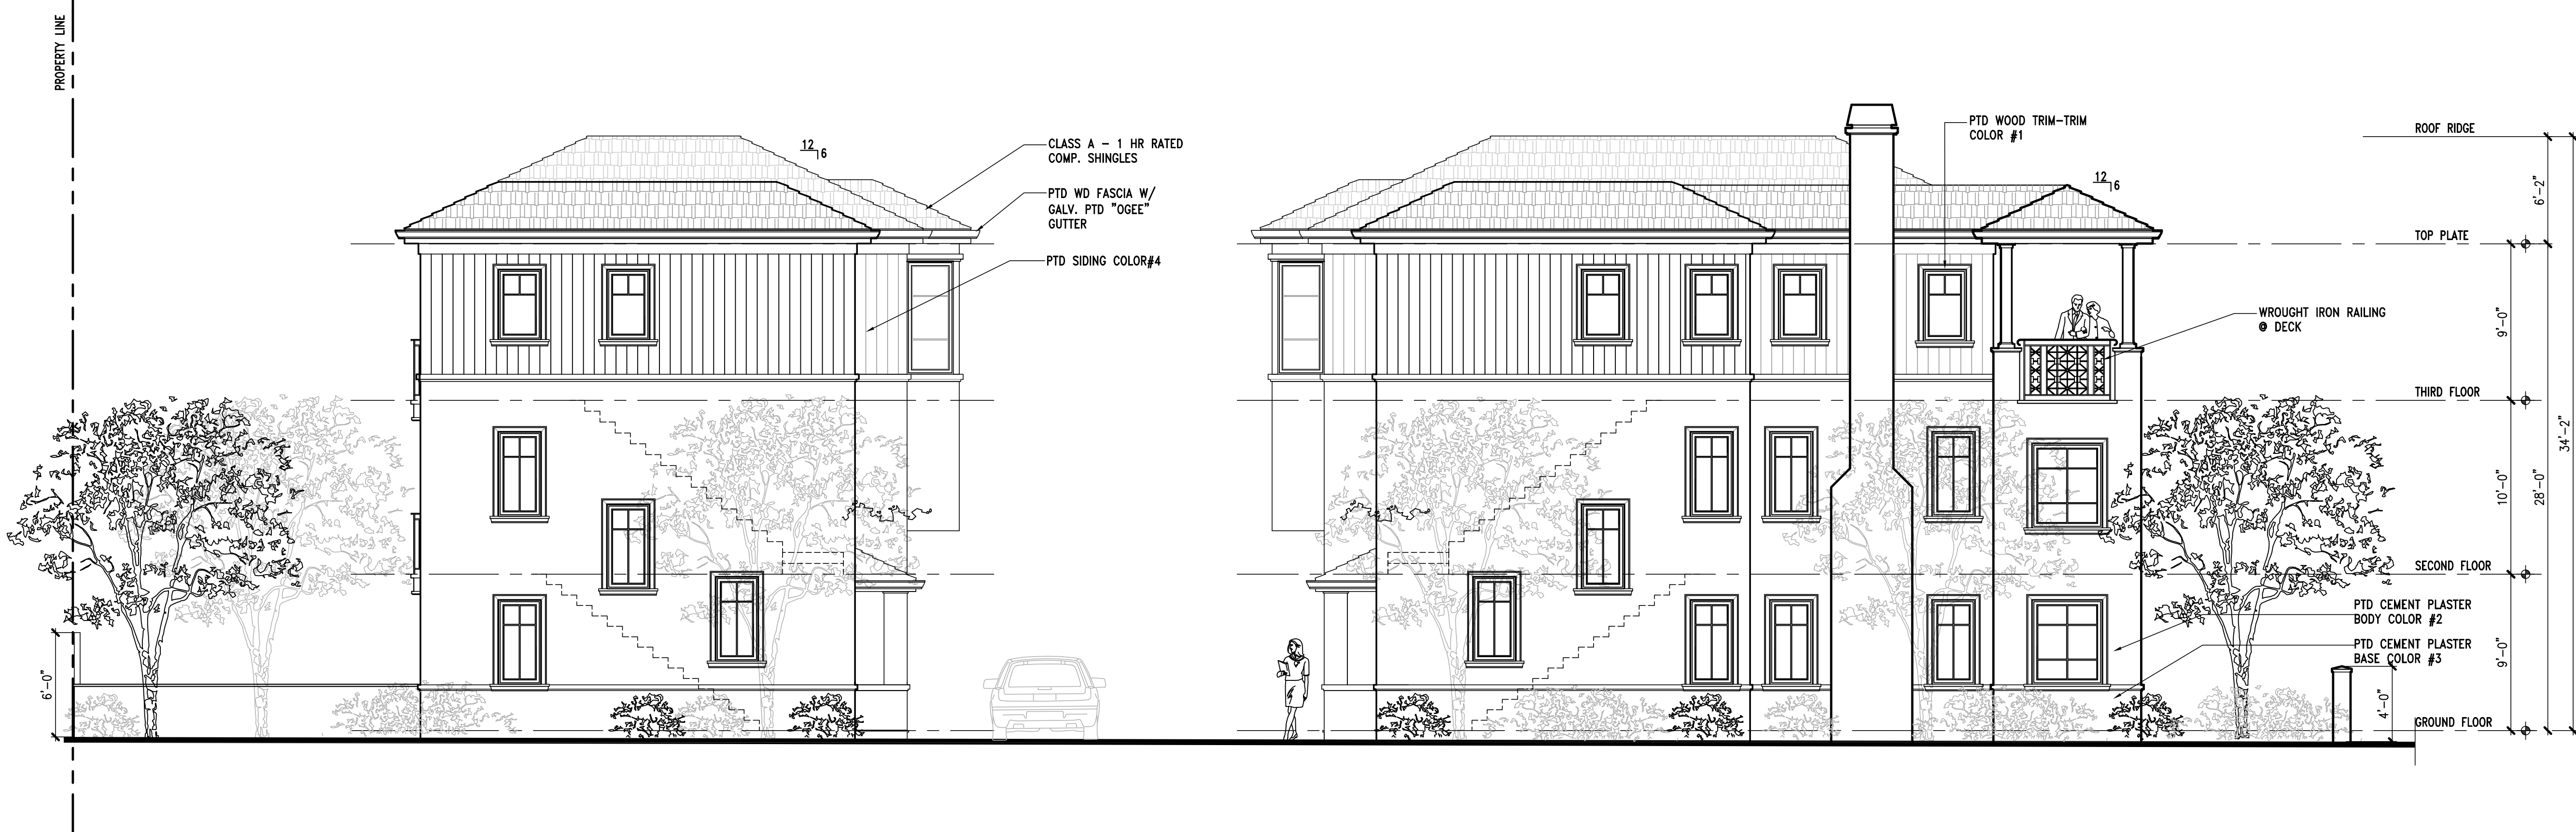 PROPERTY LINE
6'-0"
12
6
CLASS A - 1 HR RATED
COMP. SHINGLES
PTD WD FASCIA W/
GALV. PTD "OGEE"
GUTTER
PTD SIDING COLOR#4
PTD WOOD TRIM-TRIM
COLOR #1
12
6
WROUGHT IRON RAILING
@ DECK
PTD CEMENT PLASTER
BODY COLOR #2
PTD CEMENT PLASTER
BASE COLOR #3
4'-0"
ROOF RIDGE
TOP PLATE
THIRD FLOOR
SECOND FLOOR
GROUND FLOOR
6'-2"
9'-0"
10'-0"
9'-0"
28'-0"
34'-2"